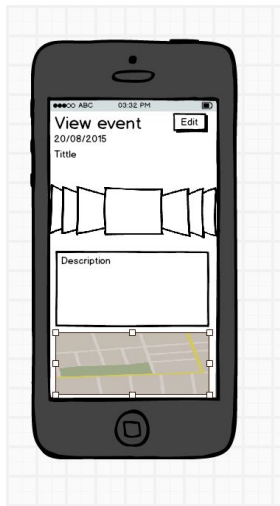 ABC 03:32 PM
View event Edit
20/08/2015
Tittle
Description